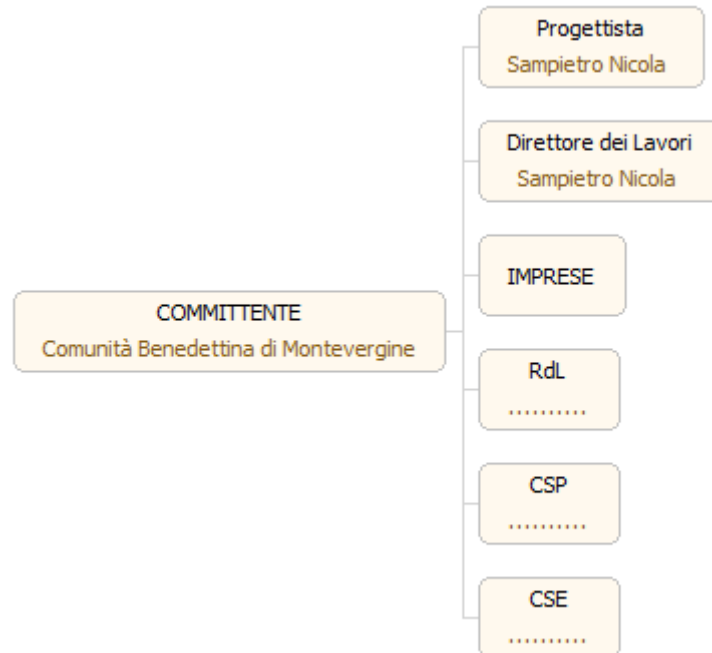 Progettista
Sampietro Nicola
Direttore dei Lavori
Sampietro Nicola
IMPRESE
COMMITTENTE
Comunità Benedettina di Montevergine
RdL
..........
CSP
..........
CSE
..........